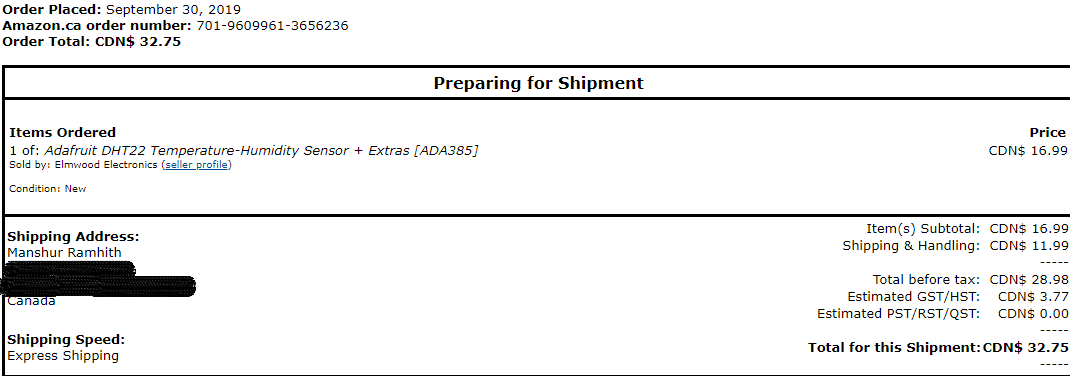 Order Placed: September 30, 2019
Amazon.ca order number: 701-9609961-3656236
Order Total: CDN$ 32.75
Preparing for Shipment
Items Ordered Price
1 of: Adafruit DHT22 Temperature-Humidity Sensor + Extras [ADA385] CDN$ 16.99
Sold by: Elmwood Electronics (seller profile)
Condition: New
Shipping Address:
Manshur Ramhith
Canada
Item(s) Subtotal: CDN$ 16.99
Shipping & Handling: CDN$ 11.99
-----
Total before tax: CDN$ 28.98
Estimated GST/HST: CDN$ 3.77
Estimated PST/RST/QST: CDN$ 0.00
-----
Total for this Shipment: CDN$ 32.75
-----
Shipping Speed:
Express Shipping